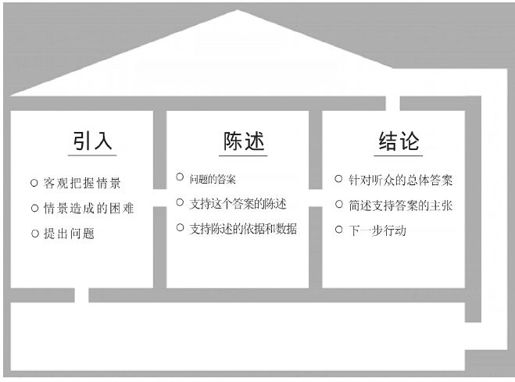 引入
○ 客观把握情景
○ 情景造成的困难
○ 提出问题
陈述
○ 问题的答案
○ 支持这个答案的陈述
○ 支持陈述的依据和数据
结论
○ 针对听众的总体答案
○ 简述支持答案的主张
○ 下一步行动